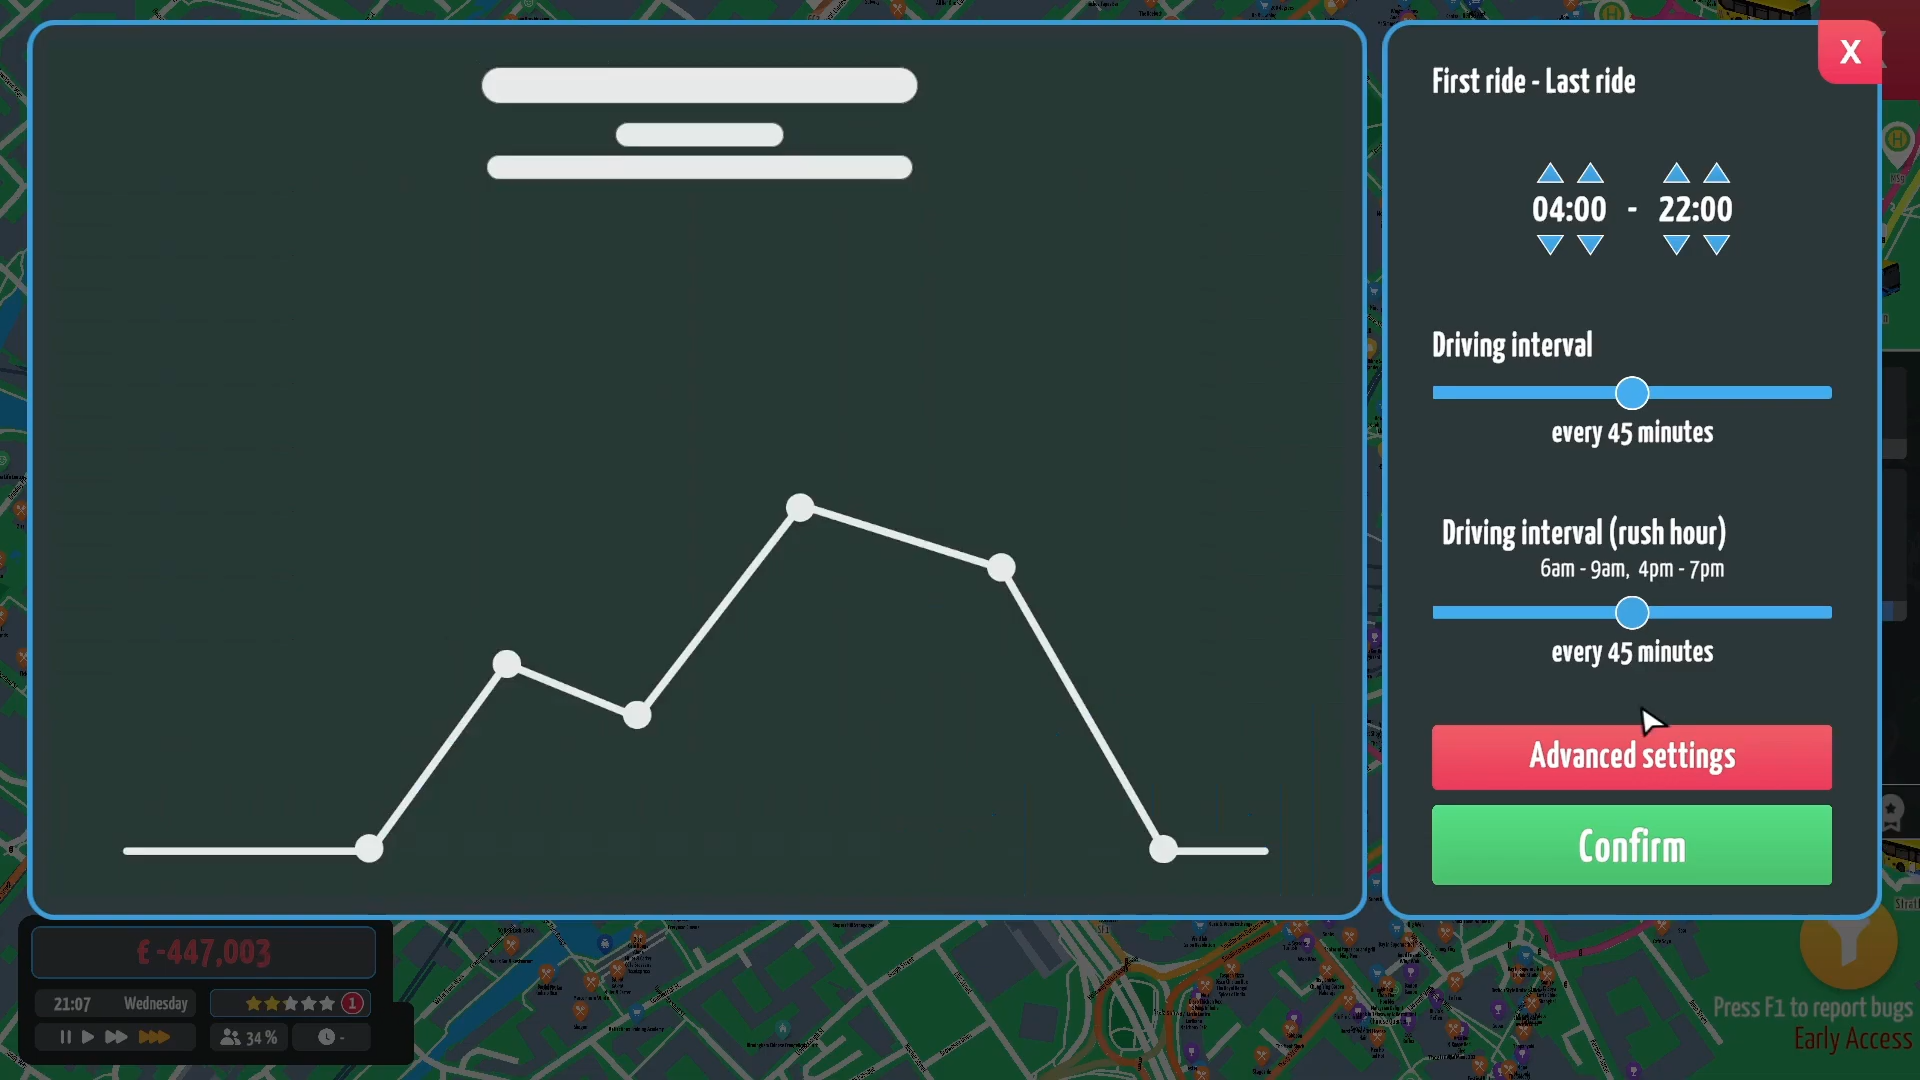 X
First ride - Last ride
04:00 - 22:00
Driving interval
every 45 minutes
Driving interval (rush hour)
6am - 9am, 4pm - 7pm
every 45 minutes
Advanced settings
Confirm
£ -447,003
21:07 Wednesday
1
34 %
-
Press F1 to report bugs
Early Access